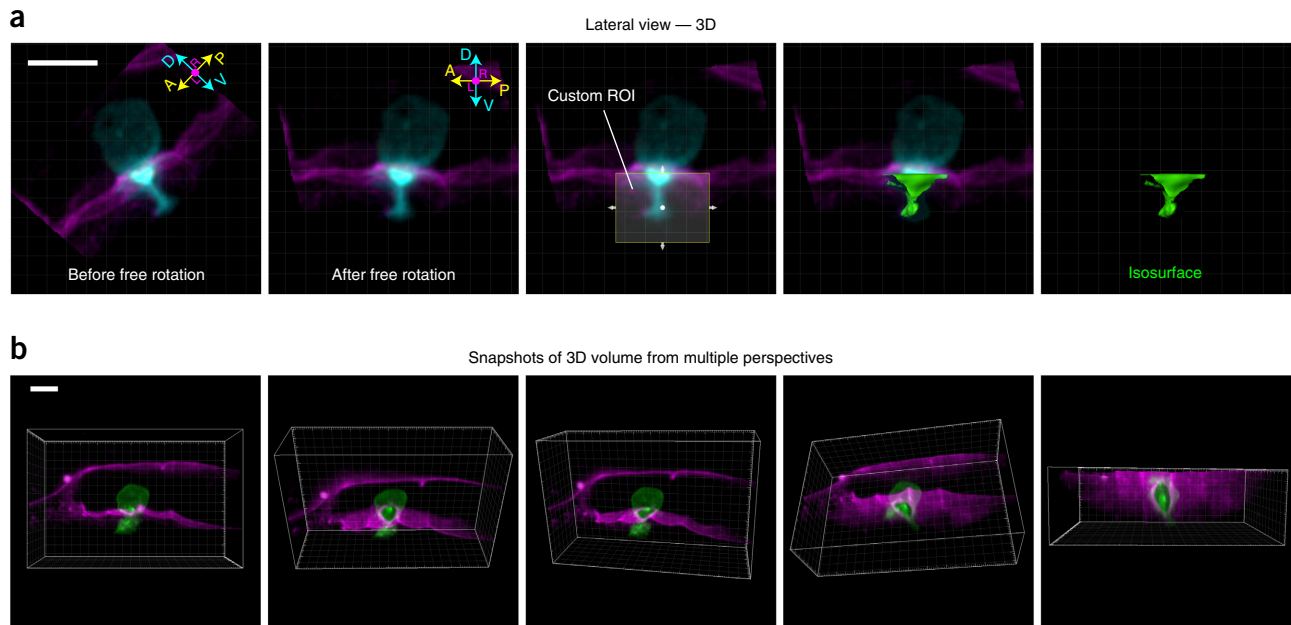 a
Lateral view — 3D
D R P
A L V
Before free rotation
D
A R P
L
V
After free rotation
Custom ROI
Isosurface
b
Snapshots of 3D volume from multiple perspectives